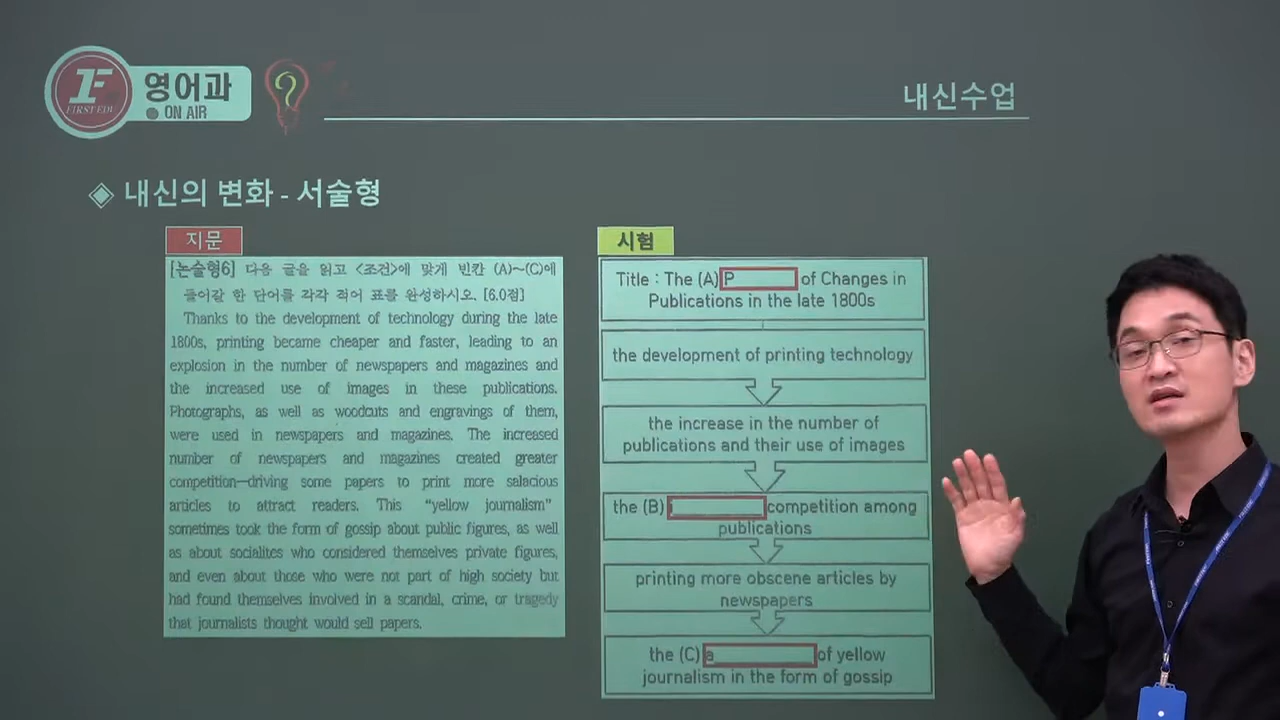 1F
FIRST EDU
영어과
ON AIR
내신수업
◈ 내신의 변화 - 서술형
지문
[논술형6] 다음 글을 읽고 <조건>에 맞게 빈칸 (A)~(C)에
들어갈 한 단어를 각각 적어 표를 완성하시오. [6.0점]
Thanks to the development of technology during the late
1800s, printing became cheaper and faster, leading to an
explosion in the number of newspapers and magazines and
the increased use of images in these publications.
Photographs, as well as woodcuts and engravings of them,
were used in newspapers and magazines. The increased
number of newspapers and magazines created greater
competition—driving some papers to print more salacious
articles to attract readers. This "yellow journalism"
sometimes took the form of gossip about public figures, as well
as about socialites who considered themselves private figures,
and even about those who were not part of high society but
had found themselves involved in a scandal, crime, or tragedy
that journalists thought would sell papers.
시험
Title : The (A) P of Changes in
Publications in the late 1800s
the development of printing technology
the increase in the number of
publications and their use of images
the (B) competition among
publications
printing more obscene articles by
newspapers
the (C) a of yellow
journalism in the form of gossip